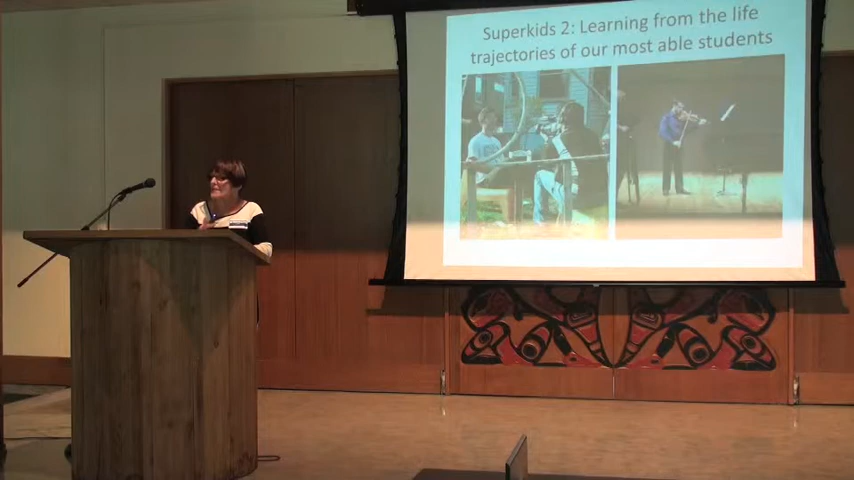 Superkids 2: Learning from the life
trajectories of our most able students